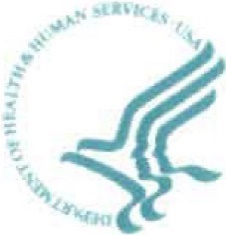 DEPARTMENT OF HEALTH & HUMAN SERVICES · USA